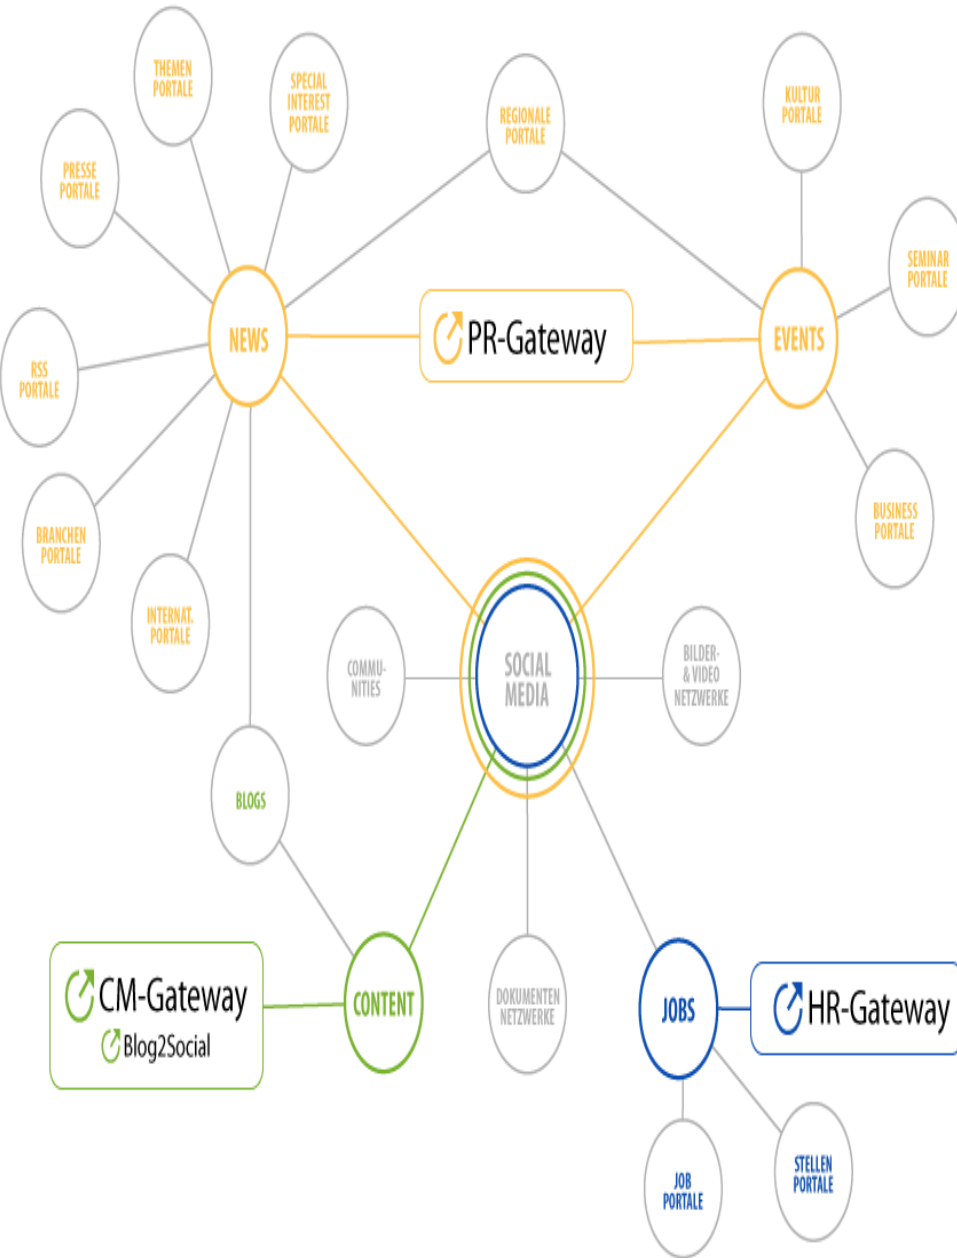 THEMEN
PORTALE
SPECIAL
INTEREST
PORTALE
REGIONALE
PORTALE
KULTUR
PORTALE
PRESSE
PORTALE
SEMINAR
PORTALE
NEWS
PR-Gateway
EVENTS
RSS
PORTALE
BRANCHEN
PORTALE
BUSINESS
PORTALE
INTERNAT.
PORTALE
COMMU-
NITIES
SOCIAL
MEDIA
BILDER-
& VIDEO
NETZWERKE
BLOGS
CM-Gateway
Blog2Social
CONTENT
DOKUMENTEN
NETZWERKE
JOBS
HR-Gateway
JOB
PORTALE
STELLEN
PORTALE